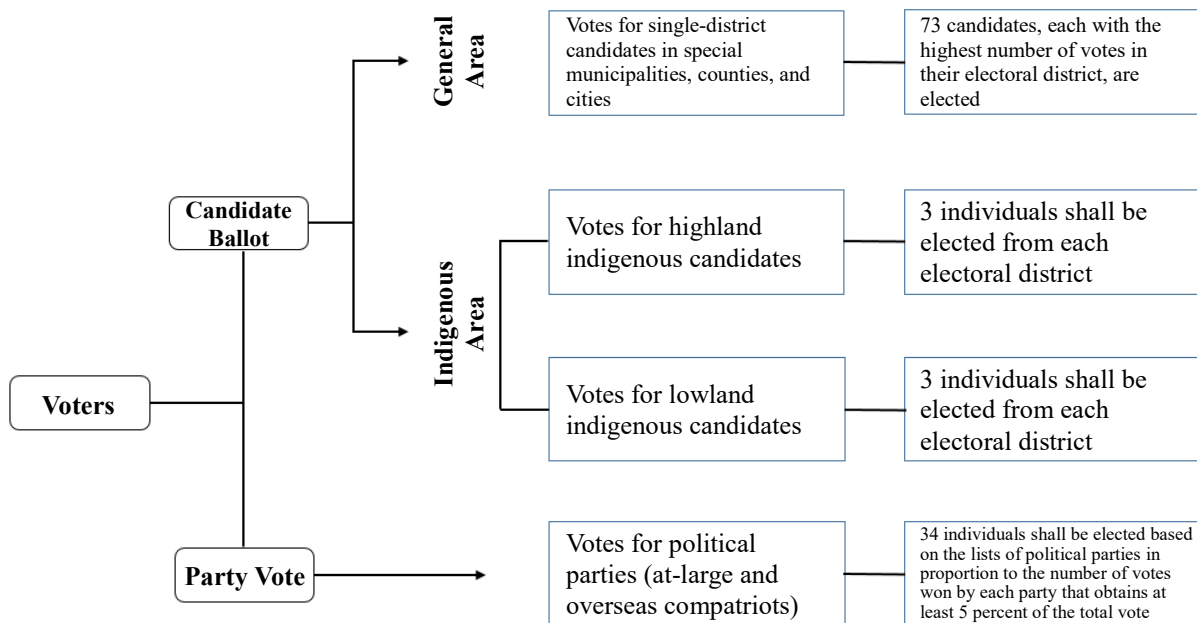 Voters
Candidate
Ballot
General
Area
Votes for single-district
candidates in special
municipalities, counties, and
cities
73 candidates, each with the
highest number of votes in
their electoral district, are
elected
Indigenous
Area
Votes for highland
indigenous candidates
3 individuals shall be
elected from each
electoral district
Votes for lowland
indigenous candidates
3 individuals shall be
elected from each
electoral district
Party Vote
Votes for political
parties (at-large and
overseas compatriots)
34 individuals shall be elected based
on the lists of political parties in
proportion to the number of votes
won by each party that obtains at
least 5 percent of the total vote